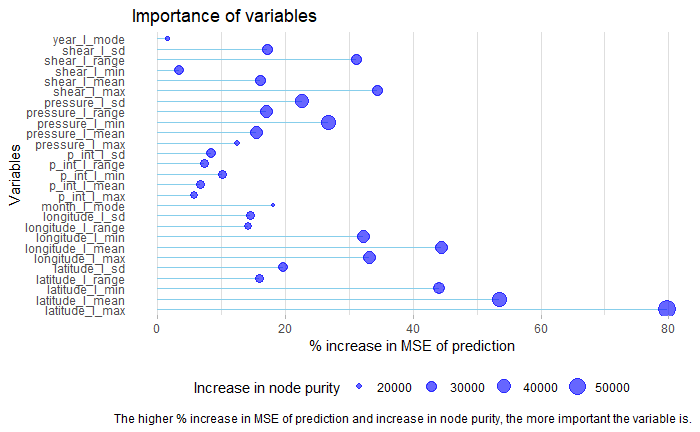 Importance of variables
year_l_mode
shear_l_sd
shear_l_range
shear_l_min
shear_l_mean
shear_l_max
pressure_l_sd
pressure_l_range
pressure_l_min
pressure_l_mean
pressure_l_max
p_int_l_sd
p_int_l_range
p_int_l_min
p_int_l_mean
p_int_l_max
month_l_mode
longitude_l_sd
longitude_l_range
longitude_l_min
longitude_l_mean
longitude_l_max
latitude_l_sd
latitude_l_range
latitude_l_min
latitude_l_mean
latitude_l_max
Variables
0 20 40 60 80
% increase in MSE of prediction
Increase in node purity 20000 30000 40000 50000
The higher % increase in MSE of prediction and increase in node purity, the more important the variable is.